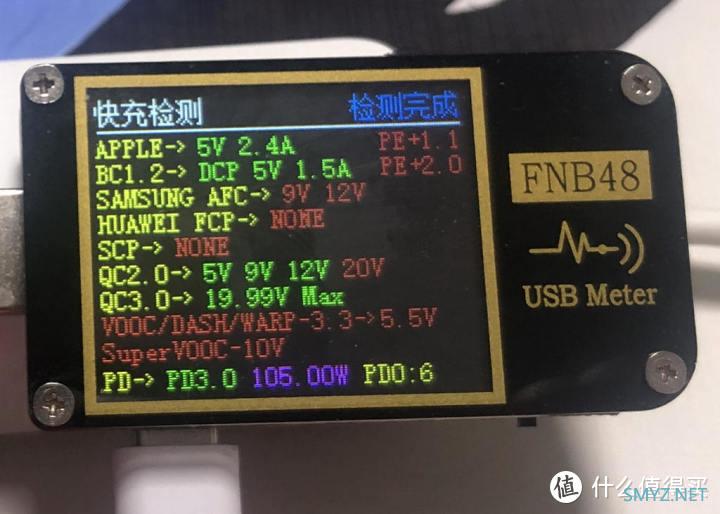 快充检测 检测完成
APPLE-> 5V 2.4A PE+1.1
BC1.2-> DCP 5V 1.5A PE+2.0
SAMSUNG AFC-> 9V 12V
HUAWEI FCP-> NONE
SCP-> NONE
QC2.0-> 5V 9V 12V 20V
QC3.0-> 19.99V Max
VOOC/DASH/WARP-3.3->5.5V
SuperVOOC-10V
PD-> PD3.0 105.00W PDO:6
FNB48
USB Meter
值 什么值得买
SMYZ.NET